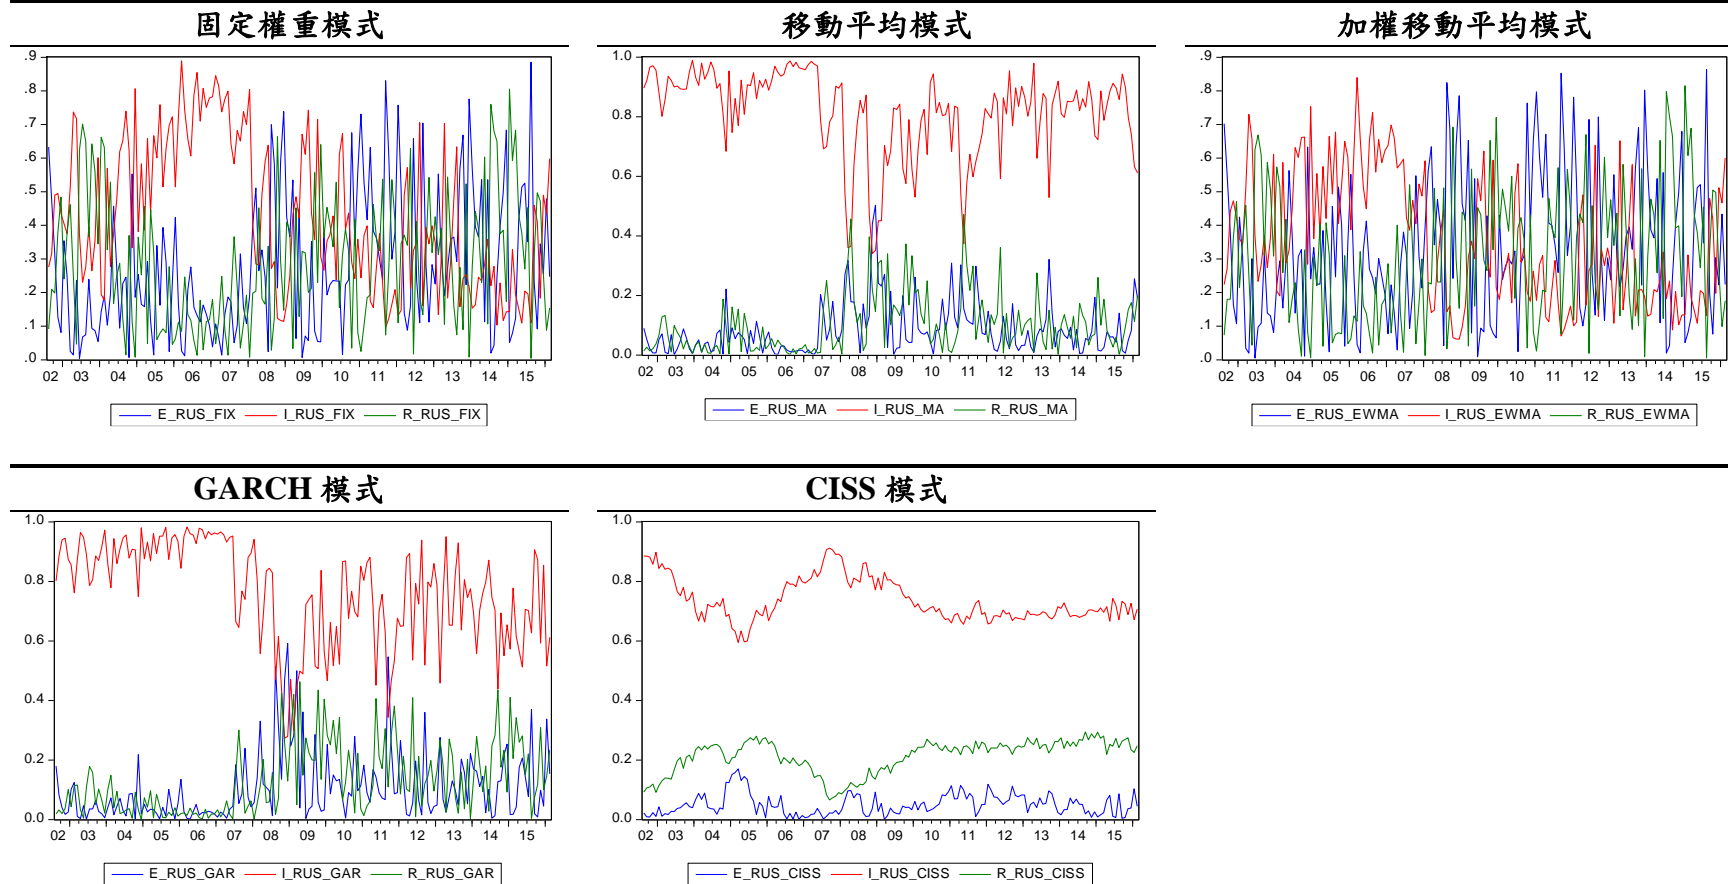 固定權重模式
.9
.8
.7
.6
.5
.4
.3
.2
.1
.0
02 03 04 05 06 07 08 09 10 11 12 13 14 15
E_RUS_FIX I_RUS_FIX R_RUS_FIX
移動平均模式
1.0
0.8
0.6
0.4
0.2
0.0
02 03 04 05 06 07 08 09 10 11 12 13 14 15
E_RUS_MA I_RUS_MA R_RUS_MA
加權移動平均模式
.9
.8
.7
.6
.5
.4
.3
.2
.1
.0
02 03 04 05 06 07 08 09 10 11 12 13 14 15
E_RUS_EWMA I_RUS_EWMA R_RUS_EWMA
GARCH 模式
1.0
0.8
0.6
0.4
0.2
0.0
02 03 04 05 06 07 08 09 10 11 12 13 14 15
E_RUS_GAR I_RUS_GAR R_RUS_GAR
CISS 模式
1.0
0.8
0.6
0.4
0.2
0.0
02 03 04 05 06 07 08 09 10 11 12 13 14 15
E_RUS_CISS I_RUS_CISS R_RUS_CISS